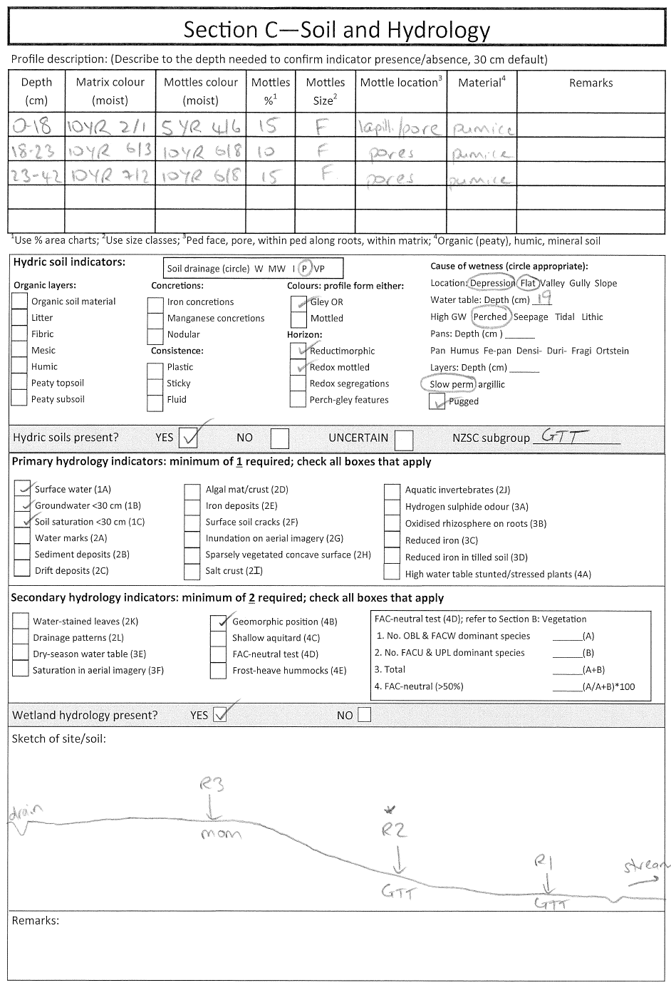 Section C—Soil and Hydrology
Profile description: (Describe to the depth needed to confirm indicator presence/absence, 30 cm default)
Depth (cm) Matrix colour (moist) Mottles colour (moist) Mottles %1 Mottles Size2 Mottle location3 Material4 Remarks
0-18 10YR 2/1 5YR 4/6 15 F lapill./pore pumice
18-23 10YR 6/3 10YR 6/8 10 F pores pumice
23-42 10YR 7/2 10YR 6/8 15 F pores pumice
1Use % area charts; 2Use size classes; 3Ped face, pore, within ped along roots, within matrix; 4Organic (peaty), humic, mineral soil
Hydric soil indicators:
Soil drainage (circle) W MW I P VP
Organic layers:
Organic soil material
Litter
Fibric
Mesic
Humic
Peaty topsoil
Peaty subsoil
Concretions:
Iron concretions
Manganese concretions
Nodular
Consistence:
Plastic
Sticky
Fluid
Colours: profile form either:
Gley OR
Mottled
Horizon:
Reductimorphic
Redox mottled
Redox segregations
Perch-gley features
Cause of wetness (circle appropriate):
Location: Depression Flat Valley Gully Slope
Water table: Depth (cm) 19
High GW Perched Seepage Tidal Lithic
Pans: Depth (cm ) ______
Pan Humus Fe-pan Densi- Duri- Fragi Ortstein
Layers: Depth (cm) ______
Slow perm argillic
Pugged
Hydric soils present? YES NO UNCERTAIN NZSC subgroup GTT
Primary hydrology indicators: minimum of 1 required; check all boxes that apply
Surface water (1A)
Groundwater <30 cm (1B)
Soil saturation <30 cm (1C)
Water marks (2A)
Sediment deposits (2B)
Drift deposits (2C)
Algal mat/crust (2D)
Iron deposits (2E)
Surface soil cracks (2F)
Inundation on aerial imagery (2G)
Sparsely vegetated concave surface (2H)
Salt crust (2I)
Aquatic invertebrates (2J)
Hydrogen sulphide odour (3A)
Oxidised rhizosphere on roots (3B)
Reduced iron (3C)
Reduced iron in tilled soil (3D)
High water table stunted/stressed plants (4A)
Secondary hydrology indicators: minimum of 2 required; check all boxes that apply
Water-stained leaves (2K)
Drainage patterns (2L)
Dry-season water table (3E)
Saturation in aerial imagery (3F)
Geomorphic position (4B)
Shallow aquitard (4C)
FAC-neutral test (4D)
Frost-heave hummocks (4E)
FAC-neutral test (4D); refer to Section B: Vegetation
1. No. OBL & FACW dominant species ______(A)
2. No. FACU & UPL dominant species ______(B)
3. Total ______(A+B)
4. FAC-neutral (>50%) ______(A/A+B)*100
Wetland hydrology present? YES NO
Sketch of site/soil:
R3
drain
mom
R2
GTT
R1
GTT
stream
Remarks: